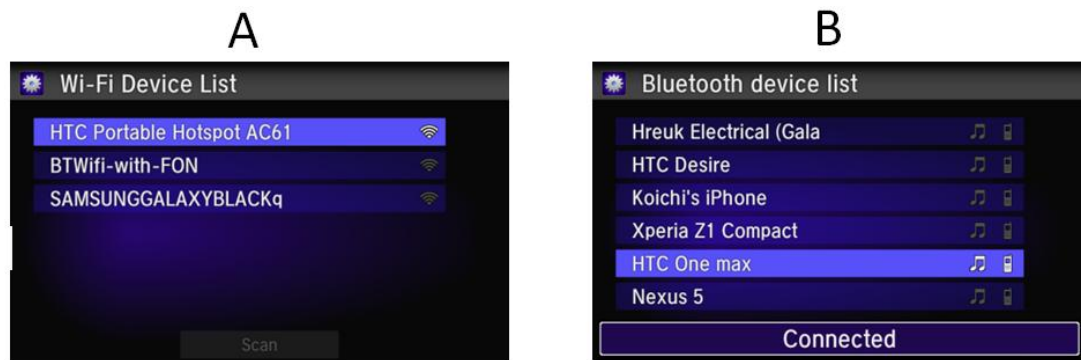 A
Wi-Fi Device List
HTC Portable Hotspot AC61
BTWifi-with-FON
SAMSUNGGALAXYBLACKq
Scan
B
Bluetooth device list
Hreuk Electrical (Gala
HTC Desire
Koichi's iPhone
Xperia Z1 Compact
HTC One max
Nexus 5
Connected